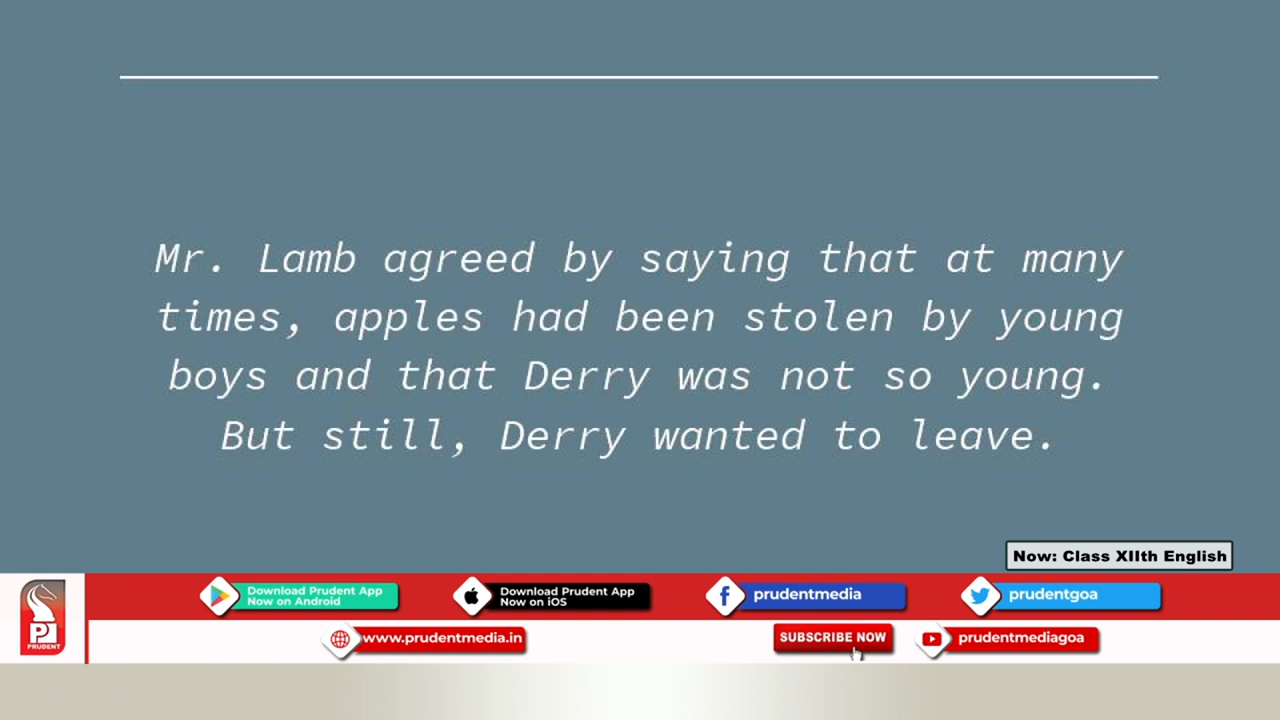 Mr. Lamb agreed by saying that at many
times, apples had been stolen by young
boys and that Derry was not so young.
But still, Derry wanted to leave.
Now: Class XIIth English
Download Prudent App
Now on Android
Download Prudent App
Now on iOS
prudentmedia
prudentgoa
PRUDENT
www.prudentmedia.in
SUBSCRIBE NOW
prudentmediagoa